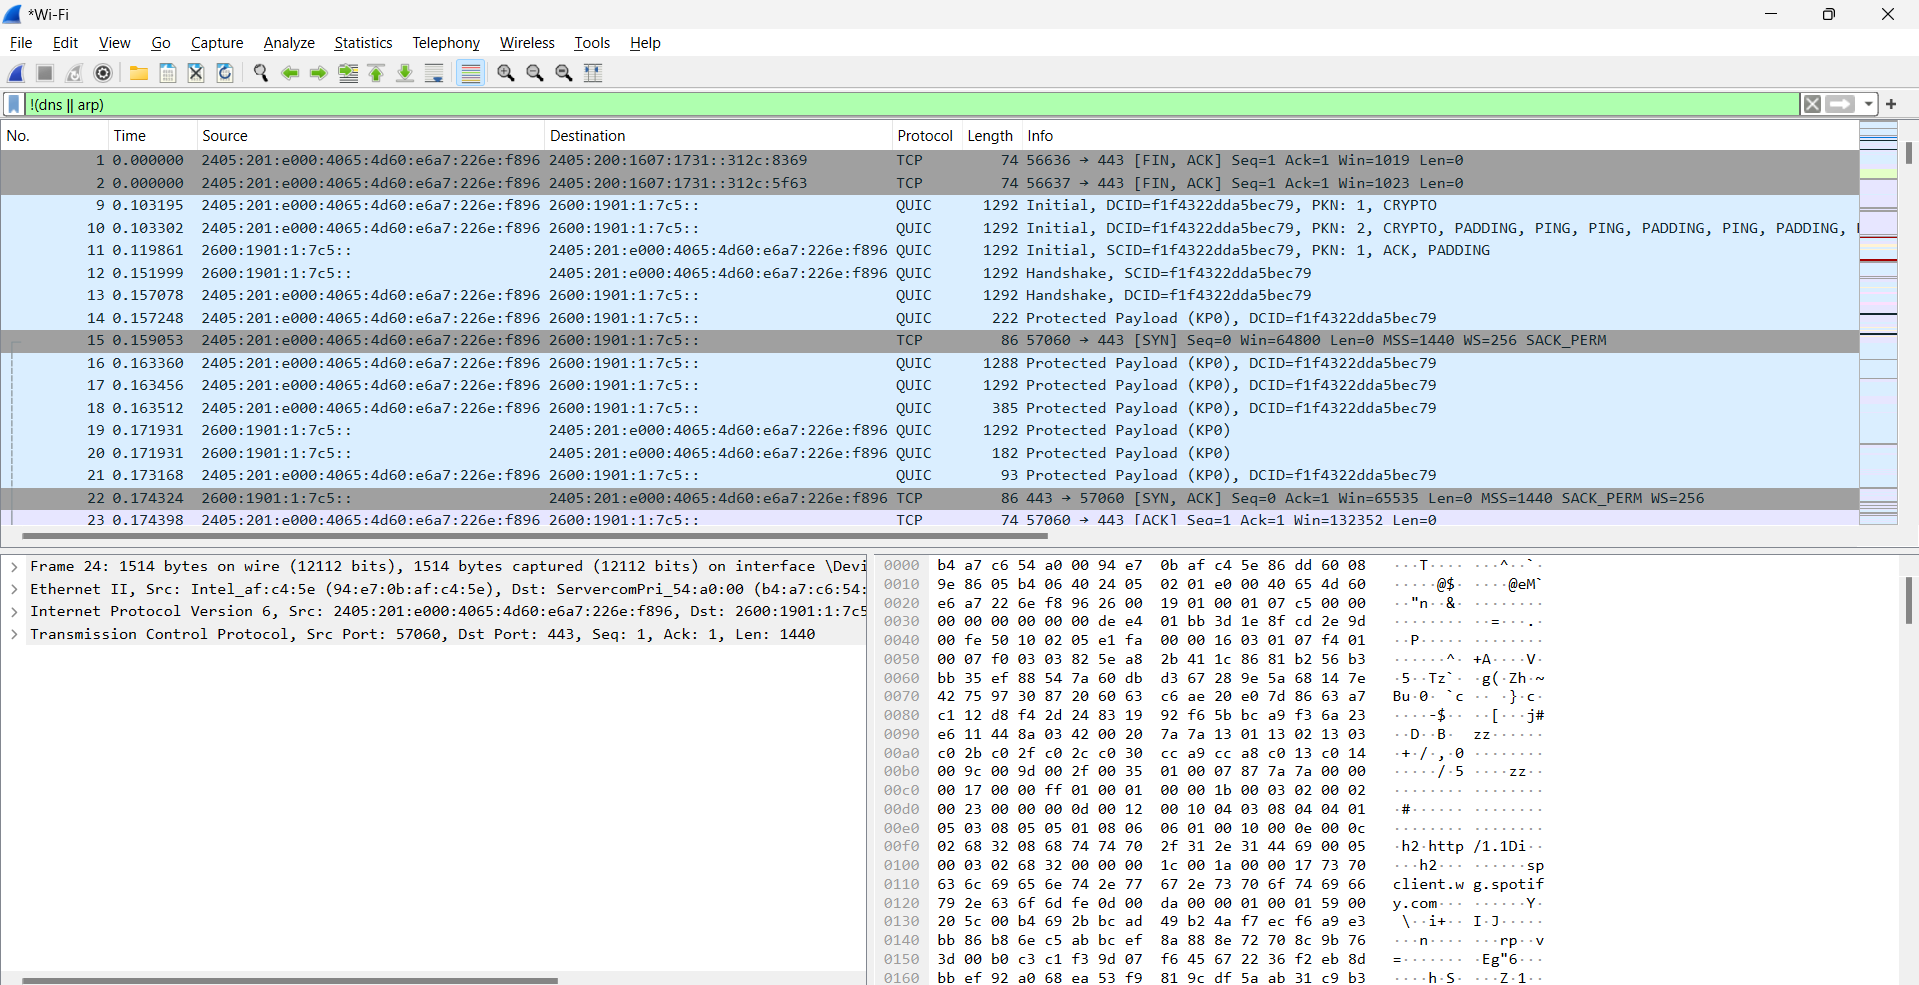 *Wi-Fi
File Edit View Go Capture Analyze Statistics Telephony Wireless Tools Help
!(dns || arp)
No. Time Source Destination Protocol Length Info
1 0.000000 2405:201:e000:4065:4d60:e6a7:226e:f896 2405:200:1607:1731::312c:8369 TCP 74 56636 → 443 [FIN, ACK] Seq=1 Ack=1 Win=1019 Len=0
2 0.000000 2405:201:e000:4065:4d60:e6a7:226e:f896 2405:200:1607:1731::312c:5f63 TCP 74 56637 → 443 [FIN, ACK] Seq=1 Ack=1 Win=1023 Len=0
9 0.103195 2405:201:e000:4065:4d60:e6a7:226e:f896 2600:1901:1:7c5:: QUIC 1292 Initial, DCID=f1f4322dda5bec79, PKN: 1, CRYPTO
10 0.103302 2405:201:e000:4065:4d60:e6a7:226e:f896 2600:1901:1:7c5:: QUIC 1292 Initial, DCID=f1f4322dda5bec79, PKN: 2, CRYPTO, PADDING, PING, PING, PADDING, PING, PADDING,
11 0.119861 2600:1901:1:7c5:: 2405:201:e000:4065:4d60:e6a7:226e:f896 QUIC 1292 Initial, SCID=f1f4322dda5bec79, PKN: 1, ACK, PADDING
12 0.151999 2600:1901:1:7c5:: 2405:201:e000:4065:4d60:e6a7:226e:f896 QUIC 1292 Handshake, SCID=f1f4322dda5bec79
13 0.157078 2405:201:e000:4065:4d60:e6a7:226e:f896 2600:1901:1:7c5:: QUIC 1292 Handshake, DCID=f1f4322dda5bec79
14 0.157248 2405:201:e000:4065:4d60:e6a7:226e:f896 2600:1901:1:7c5:: QUIC 222 Protected Payload (KP0), DCID=f1f4322dda5bec79
15 0.159053 2405:201:e000:4065:4d60:e6a7:226e:f896 2600:1901:1:7c5:: TCP 86 57060 → 443 [SYN] Seq=0 Win=64800 Len=0 MSS=1440 WS=256 SACK_PERM
16 0.163360 2405:201:e000:4065:4d60:e6a7:226e:f896 2600:1901:1:7c5:: QUIC 1288 Protected Payload (KP0), DCID=f1f4322dda5bec79
17 0.163456 2405:201:e000:4065:4d60:e6a7:226e:f896 2600:1901:1:7c5:: QUIC 1292 Protected Payload (KP0), DCID=f1f4322dda5bec79
18 0.163512 2405:201:e000:4065:4d60:e6a7:226e:f896 2600:1901:1:7c5:: QUIC 385 Protected Payload (KP0), DCID=f1f4322dda5bec79
19 0.171931 2600:1901:1:7c5:: 2405:201:e000:4065:4d60:e6a7:226e:f896 QUIC 1292 Protected Payload (KP0)
20 0.171931 2600:1901:1:7c5:: 2405:201:e000:4065:4d60:e6a7:226e:f896 QUIC 182 Protected Payload (KP0)
21 0.173168 2405:201:e000:4065:4d60:e6a7:226e:f896 2600:1901:1:7c5:: QUIC 93 Protected Payload (KP0), DCID=f1f4322dda5bec79
22 0.174324 2600:1901:1:7c5:: 2405:201:e000:4065:4d60:e6a7:226e:f896 TCP 86 443 → 57060 [SYN, ACK] Seq=0 Ack=1 Win=65535 Len=0 MSS=1440 SACK_PERM WS=256
23 0.174398 2405:201:e000:4065:4d60:e6a7:226e:f896 2600:1901:1:7c5:: TCP 74 57060 → 443 [ACK] Seq=1 Ack=1 Win=132352 Len=0
Frame 24: 1514 bytes on wire (12112 bits), 1514 bytes captured (12112 bits) on interface \Devi
Ethernet II, Src: Intel_af:c4:5e (94:e7:0b:af:c4:5e), Dst: ServercomPri_54:a0:00 (b4:a7:c6:54:
Internet Protocol Version 6, Src: 2405:201:e000:4065:4d60:e6a7:226e:f896, Dst: 2600:1901:1:7c5
Transmission Control Protocol, Src Port: 57060, Dst Port: 443, Seq: 1, Ack: 1, Len: 1440
0000 b4 a7 c6 54 a0 00 94 e7 0b af c4 5e 86 dd 60 08 ···T···· ···^··`·
0010 9e 86 05 b4 06 40 24 05 02 01 e0 00 40 65 4d 60 ·····@$· ····@eM`
0020 e6 a7 22 6e f8 96 26 00 19 01 00 01 07 c5 00 00 ··"n··&· ········
0030 00 00 00 00 00 00 de e4 01 bb 3d 1e 8f cd 2e 9d ········ ··=···.·
0040 00 fe 50 10 02 05 e1 fa 00 00 16 03 01 07 f4 01 ··P····· ········
0050 00 07 f0 03 03 82 5e a8 2b 41 1c 86 81 b2 56 b3 ······^· +A····V·
0060 bb 35 ef 88 54 7a 60 db d3 67 28 9e 5a 68 14 7e ·5··Tz`· ·g(·Zh·~
0070 42 75 97 30 87 20 60 63 c6 ae 20 e0 7d 86 63 a7 Bu·0· `c ·· ·}·c·
0080 c1 12 d8 f4 2d 24 83 19 92 f6 5b bc a9 f3 6a 23 ····-$·· ··[···j#
0090 e6 11 44 8a 03 42 00 20 7a 7a 13 01 13 02 13 03 ··D··B·  zz······
00a0 c0 2b c0 2f c0 2c c0 30 cc a9 cc a8 c0 13 c0 14 ·+·/·,·0 ········
00b0 00 9c 00 9d 00 2f 00 35 01 00 07 87 7a 7a 00 00 ·····/·5 ····zz··
00c0 00 17 00 00 ff 01 00 01 00 00 1b 00 03 02 00 02 ········ ········
00d0 00 23 00 00 00 0d 00 12 00 10 04 03 08 04 04 01 ·#······ ········
00e0 05 03 08 05 05 01 08 06 06 01 00 10 00 0e 00 0c ········ ········
00f0 02 68 32 08 68 74 74 70 2f 31 2e 31 44 69 00 05 ·h2·http /1.1Di··
0100 00 03 02 68 32 00 00 00 1c 00 1a 00 00 17 73 70 ···h2··· ······sp
0110 63 6c 69 65 6e 74 2e 77 67 2e 73 70 6f 74 69 66 client.w g.spotif
0120 79 2e 63 6f 6d fe 0d 00 da 00 00 01 00 01 59 00 y.com··· ······Y·
0130 20 5c 00 b4 69 2b bc ad 49 b2 4a f7 ec f6 a9 e3  \··i+·· I·J·····
0140 bb 86 b8 6e c5 ab bc ef 8a 88 8e 72 70 8c 9b 76 ···n···· ···rp··v
0150 3d 00 b0 c3 c1 f3 9d 07 f6 45 67 22 36 f2 eb 8d =······· ·Eg"6···
0160 bb ef 92 a0 68 ea 53 f9 81 9c df 5a ab 31 c9 b3 ····h·S· ···Z·1··